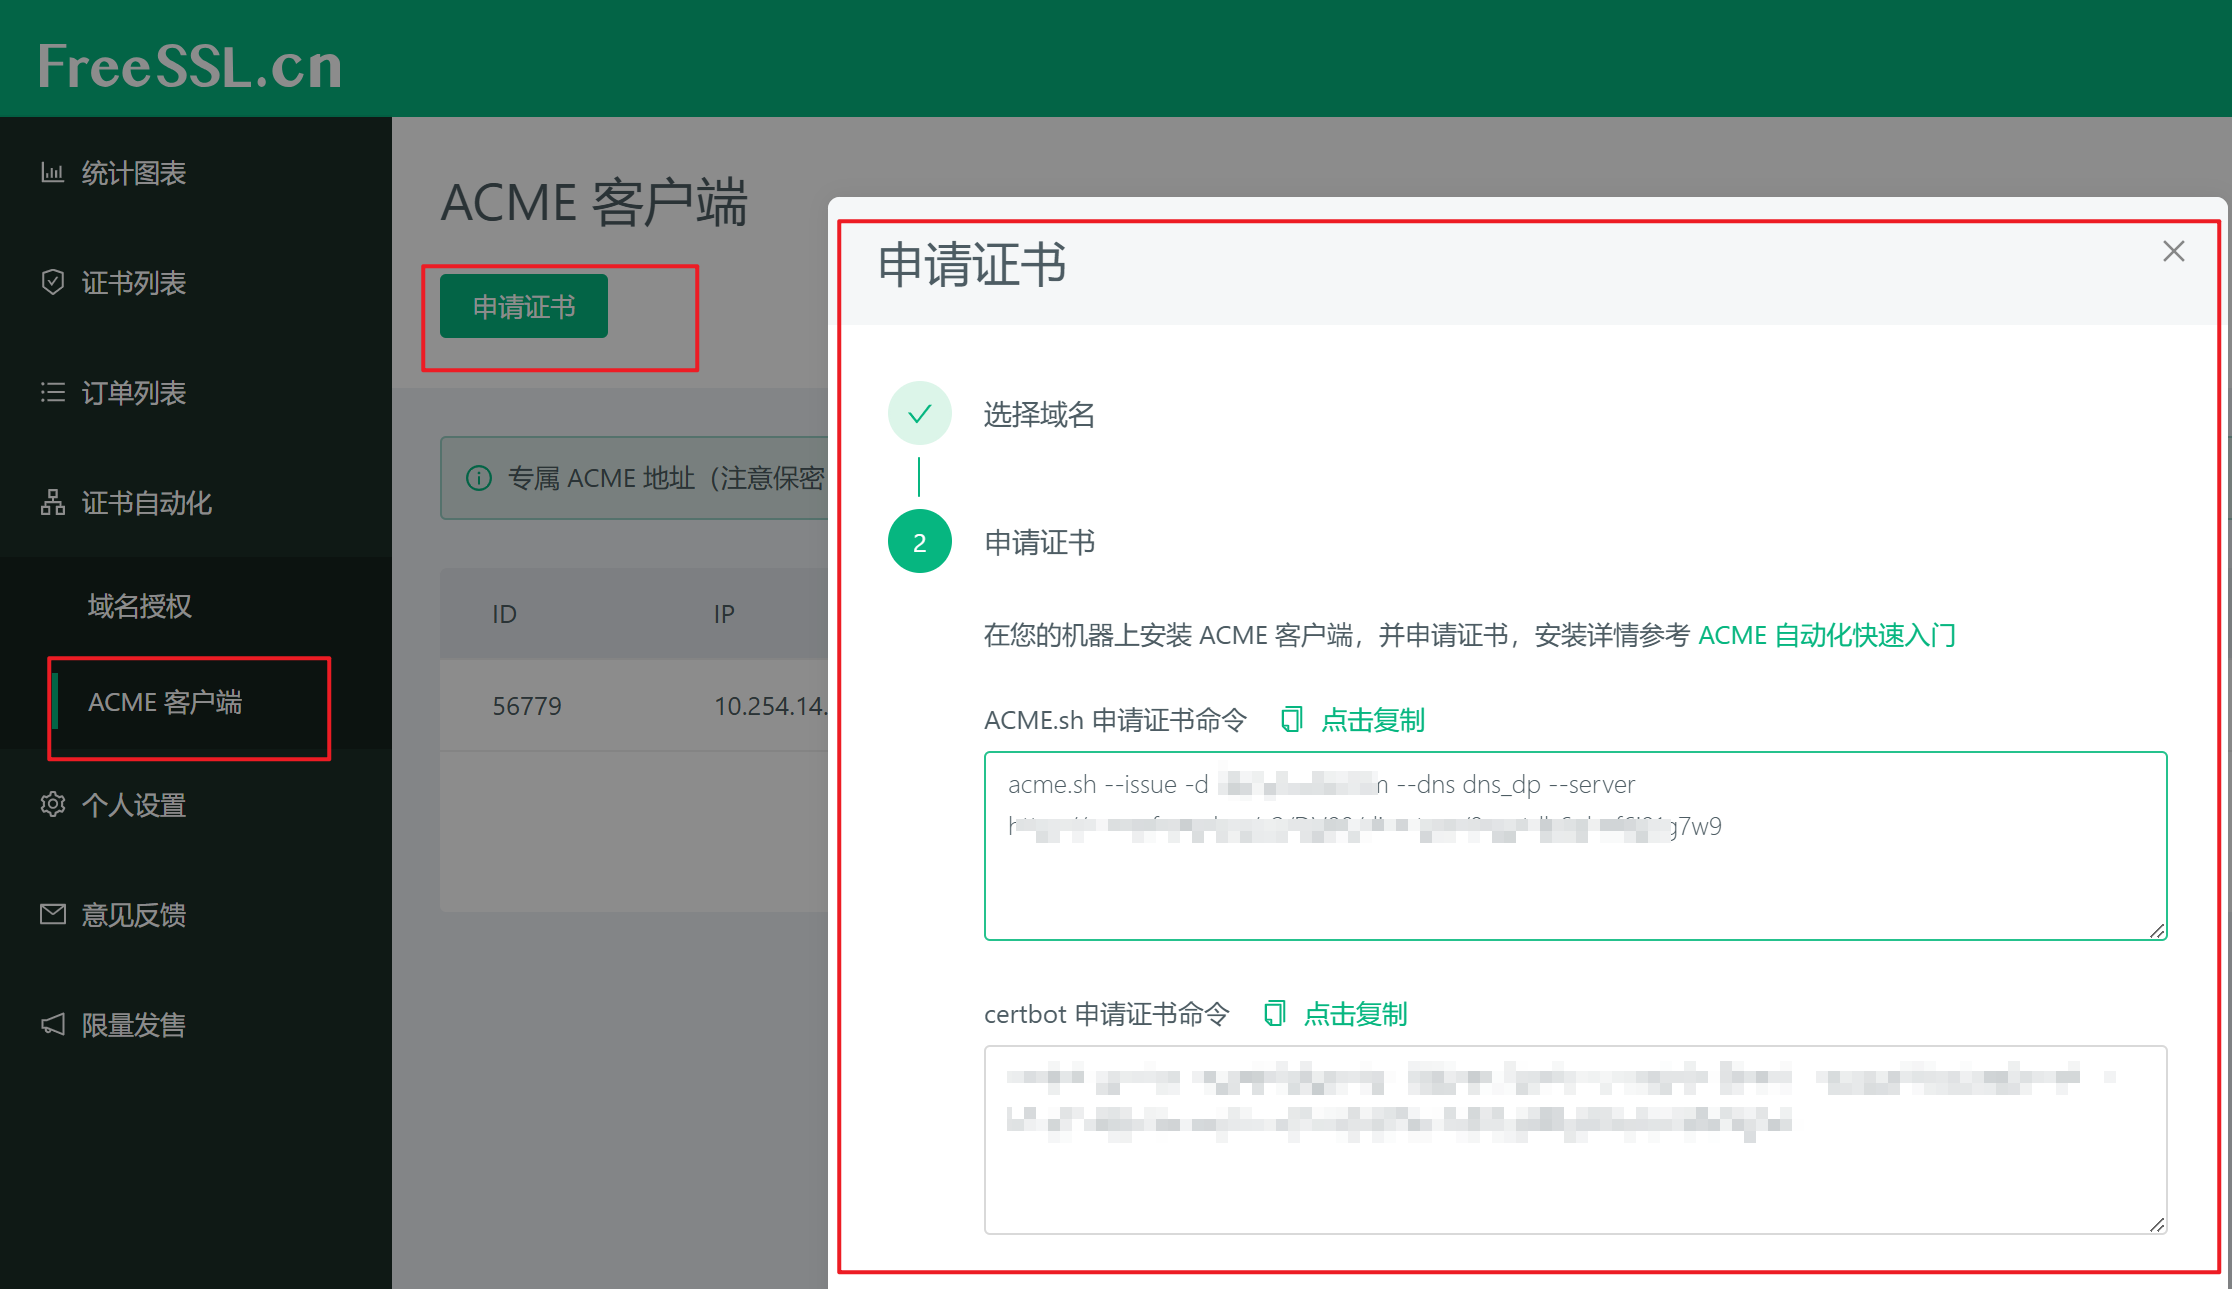 FreeSSL.cn
统计图表
证书列表
订单列表
证书自动化
域名授权
ACME 客户端
个人设置
意见反馈
限量发售
ACME 客户端
申请证书
专属 ACME 地址（注意保密
ID IP
56779 10.254.14.
申请证书
选择域名
2 申请证书
在您的机器上安装 ACME 客户端，并申请证书，安装详情参考 ACME 自动化快速入门
ACME.sh 申请证书命令 点击复制
acme.sh --issue -d --dns dns_dp --server
g7w9
certbot 申请证书命令 点击复制